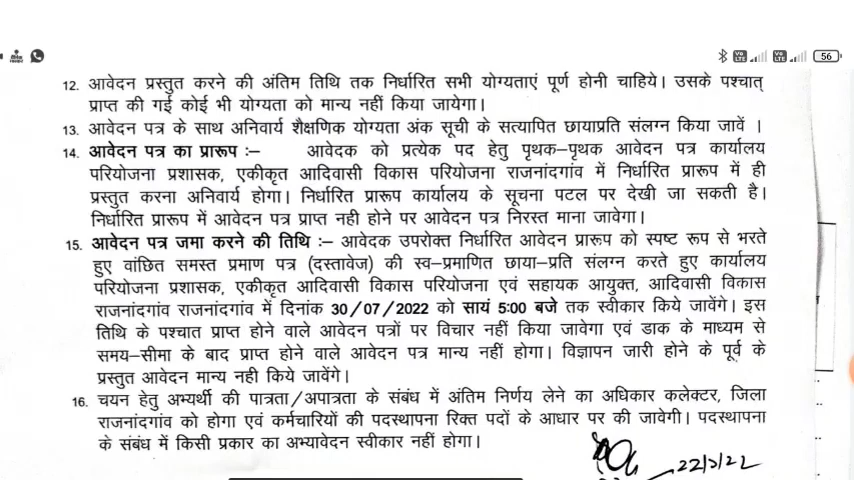 56
12. आवेदन प्रस्तुत करने की अंतिम तिथि तक निर्धारित सभी योग्यताएं पूर्ण होनी चाहिये। उसके पश्चात्
प्राप्त की गई कोई भी योग्यता को मान्य नहीं किया जायेगा।
13. आवेदन पत्र के साथ अनिवार्य शैक्षणिक योग्यता अंक सूची के सत्यापित छायाप्रति संलग्न किया जावें ।
14. आवेदन पत्र का प्रारूप :– आवेदक को प्रत्येक पद हेतु पृथक–पृथक आवेदन पत्र कार्यालय
परियोजना प्रशासक, एकीकृत आदिवासी विकास परियोजना राजनांदगांव में निर्धारित प्रारूप में ही
प्रस्तुत करना अनिवार्य होगा। निर्धारित प्रारूप कार्यालय के सूचना पटल पर देखी जा सकती है।
निर्धारित प्रारूप में आवेदन पत्र प्राप्त नही होने पर आवेदन पत्र निरस्त माना जावेगा।
15. आवेदन पत्र जमा करने की तिथि :– आवेदक उपरोक्त निर्धारित आवेदन प्रारूप को स्पष्ट रूप से भरते
हुए वांछित समस्त प्रमाण पत्र (दस्तावेज) की स्व–प्रमाणित छाया–प्रति संलग्न करते हुए कार्यालय
परियोजना प्रशासक, एकीकृत आदिवासी विकास परियोजना एवं सहायक आयुक्त, आदिवासी विकास
राजनांदगांव राजनांदगांव में दिनांक 30/07/2022 को सायं 5:00 बजे तक स्वीकार किये जावेंगे। इस
तिथि के पश्चात प्राप्त होने वाले आवेदन पत्रों पर विचार नहीं किया जावेगा एवं डाक के माध्यम से
समय–सीमा के बाद प्राप्त होने वाले आवेदन पत्र मान्य नहीं होगा। विज्ञापन जारी होने के पूर्व के
प्रस्तुत आवेदन मान्य नही किये जावेंगे।
16. चयन हेतु अभ्यर्थी की पात्रता/अपात्रता के संबंध में अंतिम निर्णय लेने का अधिकार कलेक्टर, जिला
राजनांदगांव को होगा एवं कर्मचारियों की पदस्थापना रिक्त पदों के आधार पर की जावेगी। पदस्थापना
के संबंध में किसी प्रकार का अभ्यावेदन स्वीकार नहीं होगा।